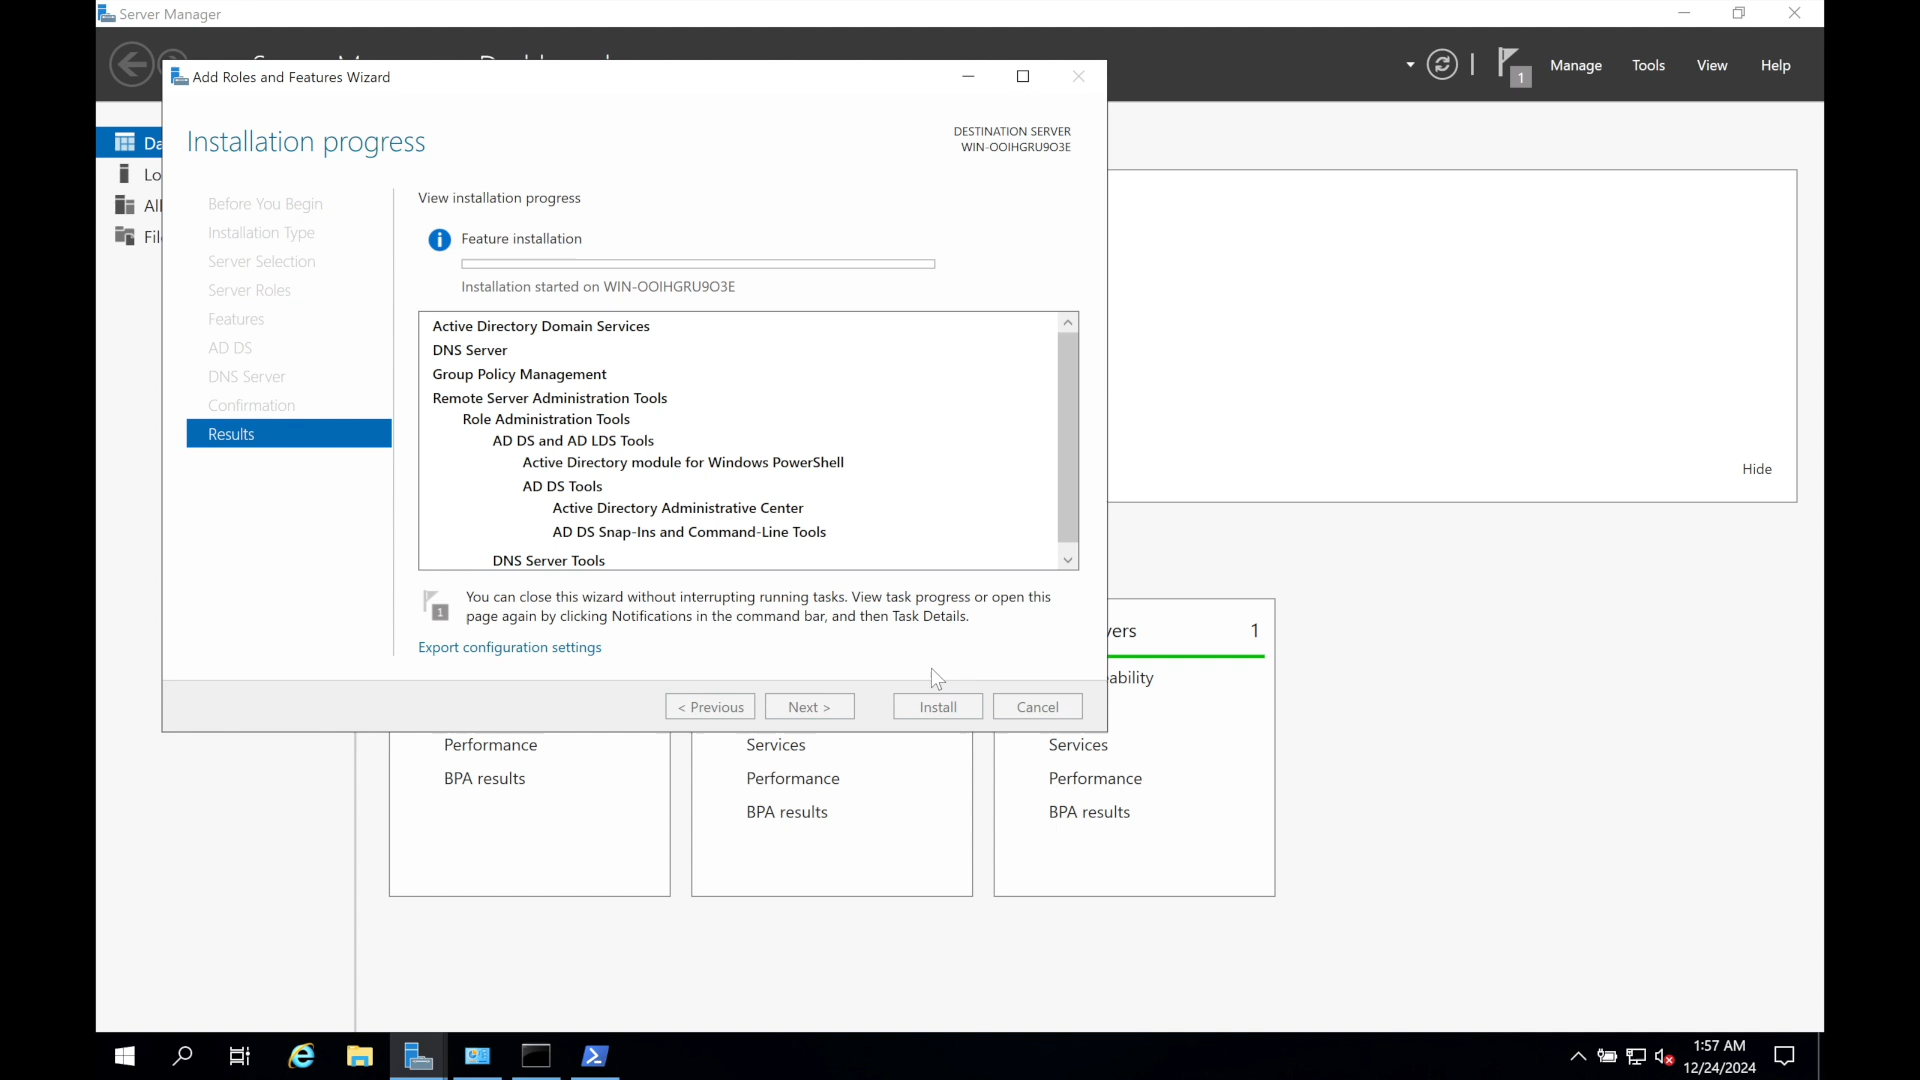 Server Manager
Add Roles and Features Wizard
1
Manage
Tools
View
Help
Installation progress
DESTINATION SERVER
WIN-OOIHGRU9O3E
Before You Begin
Installation Type
Server Selection
Server Roles
Features
AD DS
DNS Server
Confirmation
Results
View installation progress
Feature installation
Installation started on WIN-OOIHGRU9O3E
Active Directory Domain Services
DNS Server
Group Policy Management
Remote Server Administration Tools
Role Administration Tools
AD DS and AD LDS Tools
Active Directory module for Windows PowerShell
AD DS Tools
Active Directory Administrative Center
AD DS Snap-Ins and Command-Line Tools
DNS Server Tools
1
You can close this wizard without interrupting running tasks. View task progress or open this
page again by clicking Notifications in the command bar, and then Task Details.
Export configuration settings
< Previous
Next >
Install
Cancel
Hide
1
Performance
BPA results
Services
Performance
BPA results
Services
Performance
BPA results
1:57 AM
12/24/2024